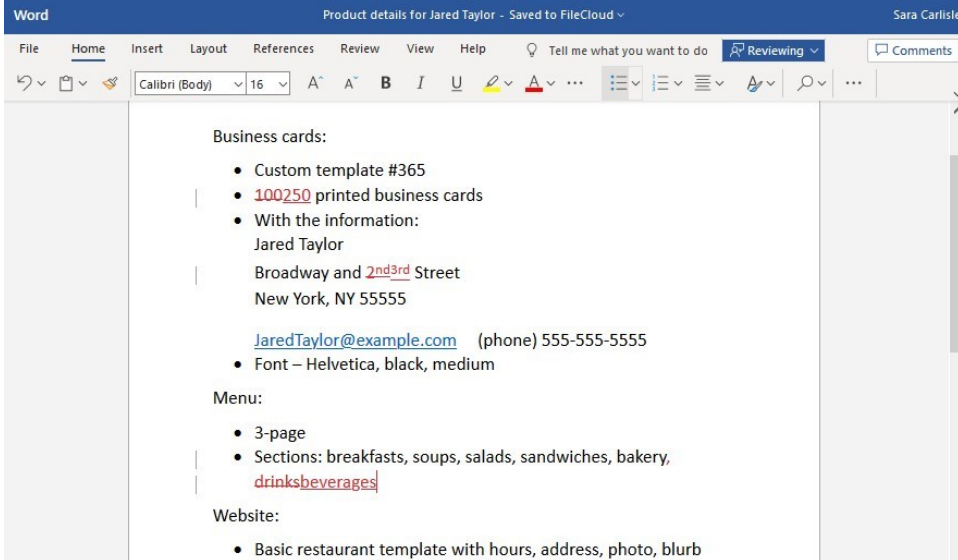 Word Product details for Jared Taylor - Saved to FileCloud Sara Carlisle
File Home Insert Layout References Review View Help Tell me what you want to do Reviewing Comments
Calibri (Body) 16 A A B I U A
Business cards:
• Custom template #365
• 100250 printed business cards
• With the information:
Jared Taylor
Broadway and 2nd3rd Street
New York, NY 55555
JaredTaylor@example.com (phone) 555-555-5555
• Font – Helvetica, black, medium
Menu:
• 3-page
• Sections: breakfasts, soups, salads, sandwiches, bakery,
drinksbeverages
Website:
• Basic restaurant template with hours, address, photo, blurb